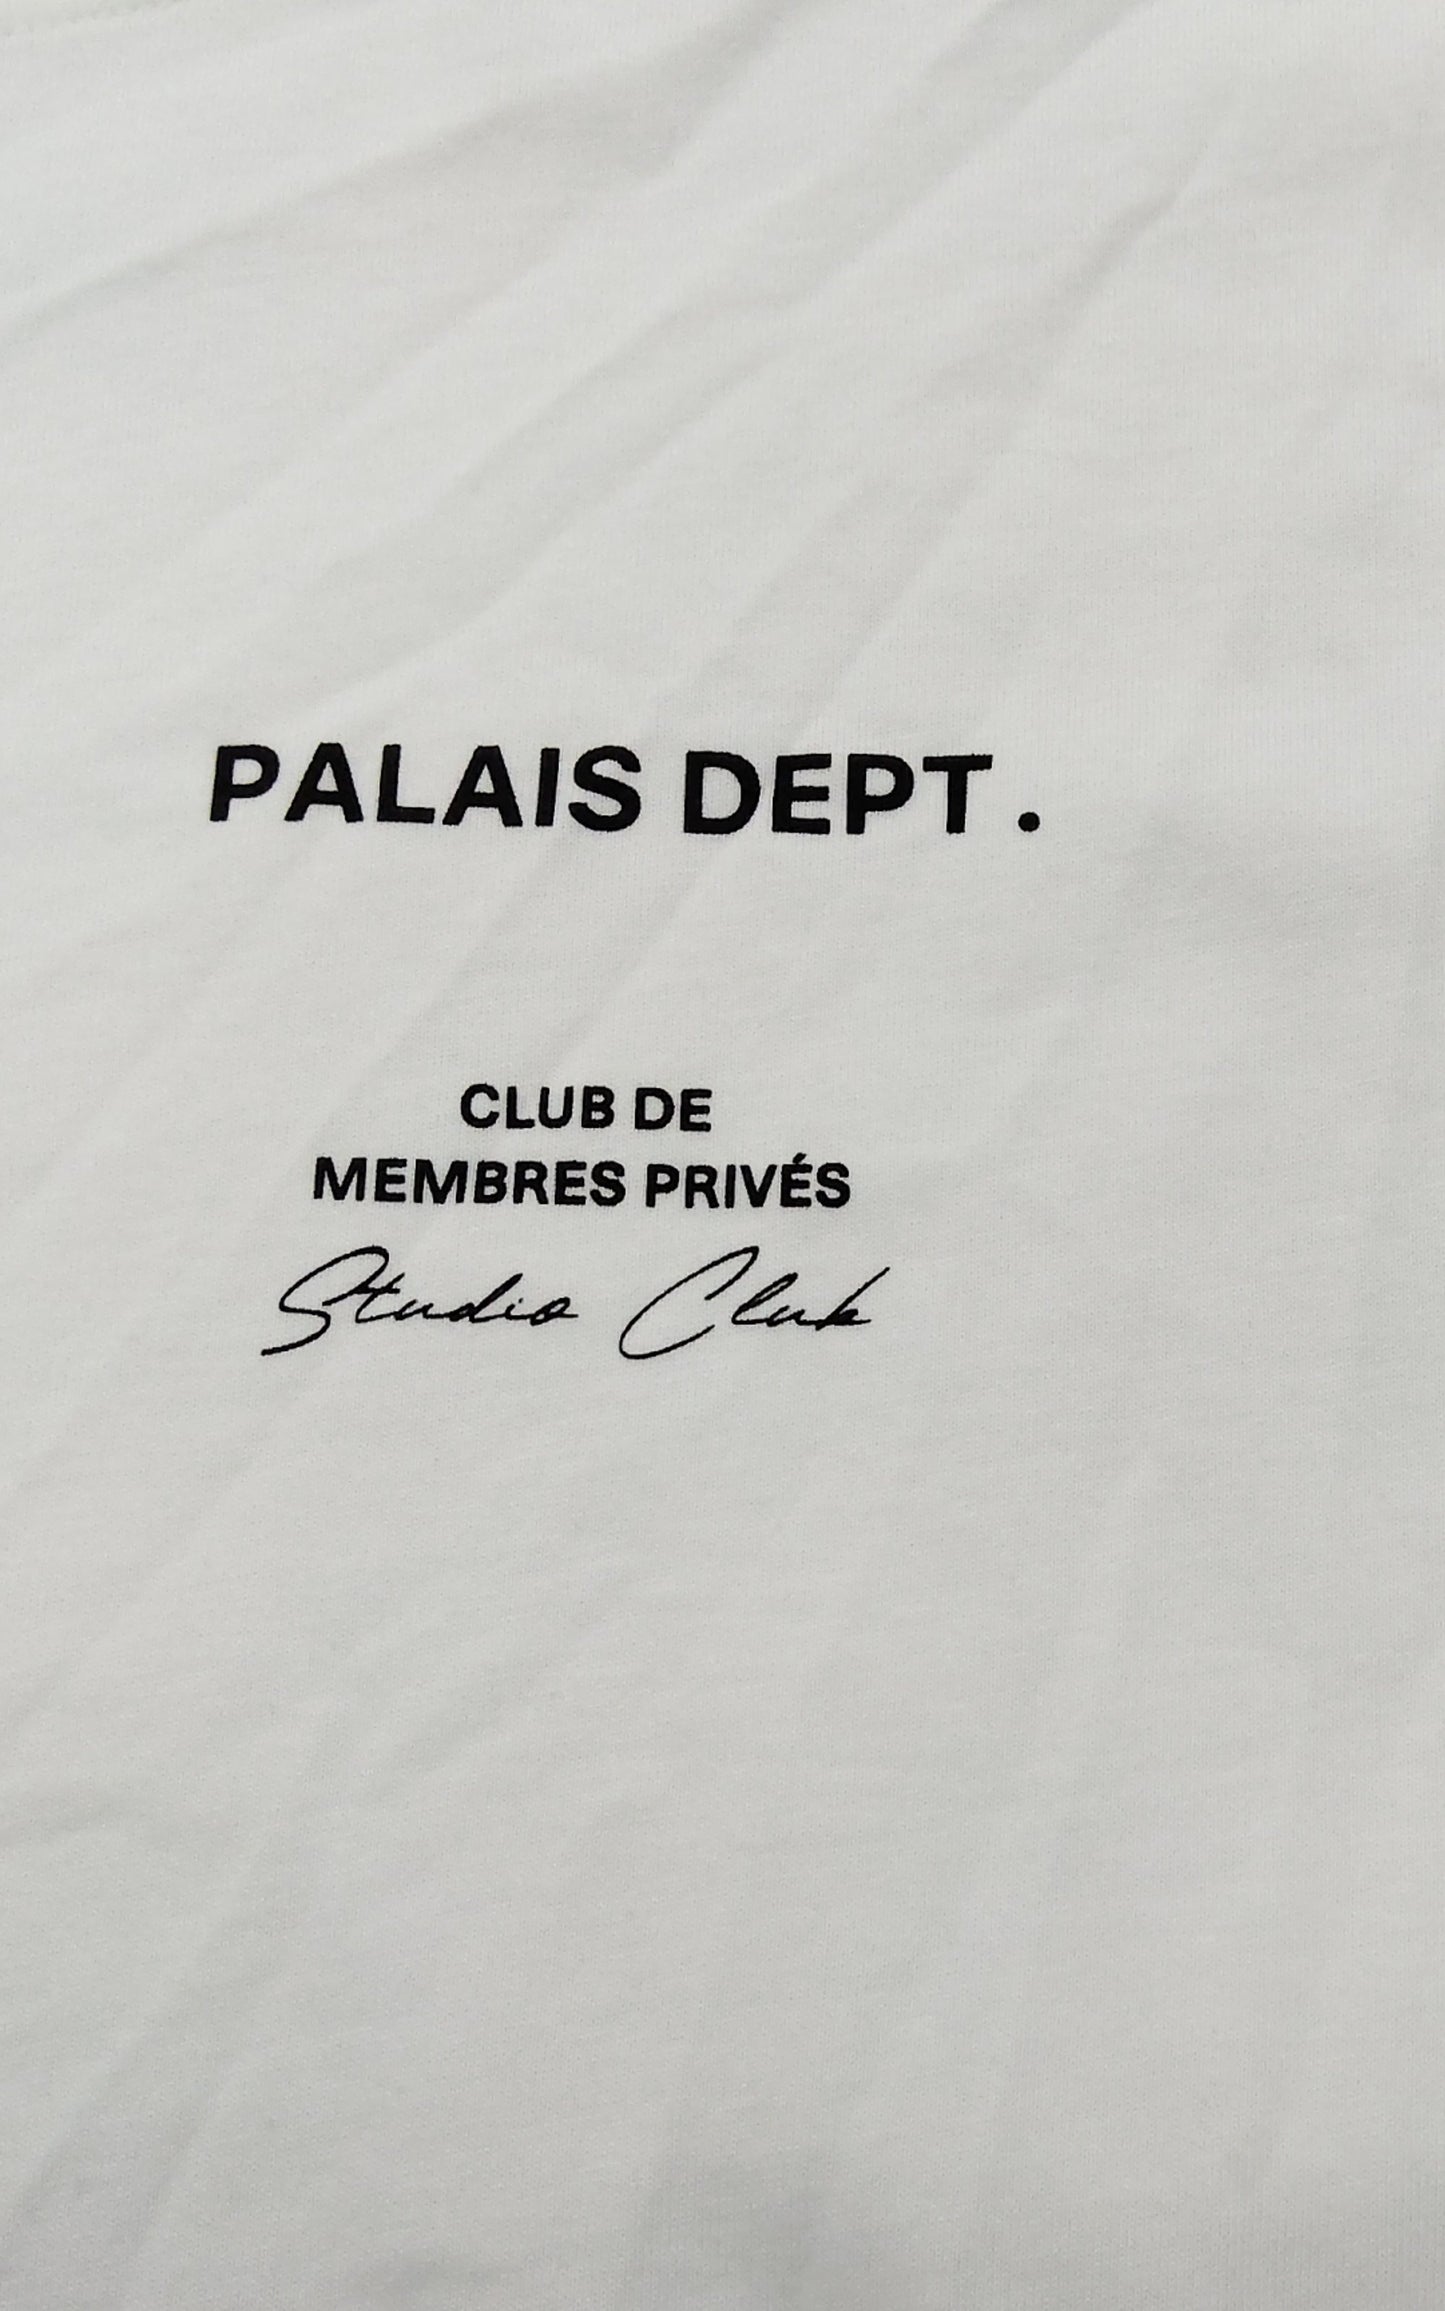 PALAIS DEPT.
CLUB DE
MEMBRES PRIVÉS
Studio Club